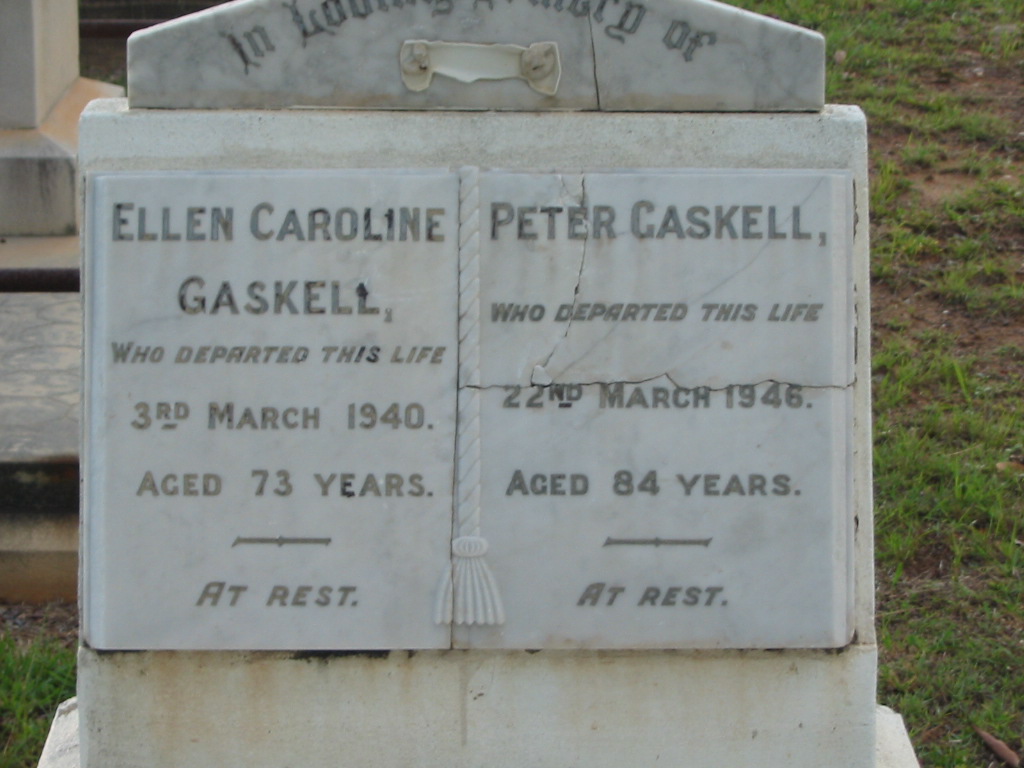 In Loving Memory of
ELLEN CAROLINE
GASKELL,
WHO DEPARTED THIS LIFE
3RD MARCH 1940.
AGED 73 YEARS.
AT REST.
PETER GASKELL,
WHO DEPARTED THIS LIFE
22ND MARCH 1946.
AGED 84 YEARS.
AT REST.